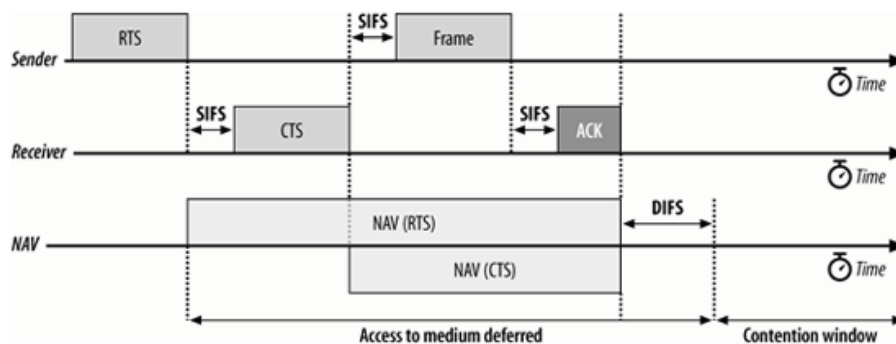 SIFS
RTS
Frame
Sender
Time
SIFS
SIFS
CTS
ACK
Receiver
Time
DIFS
NAV (RTS)
NAV
NAV (CTS)
Time
Access to medium deferred
Contention window